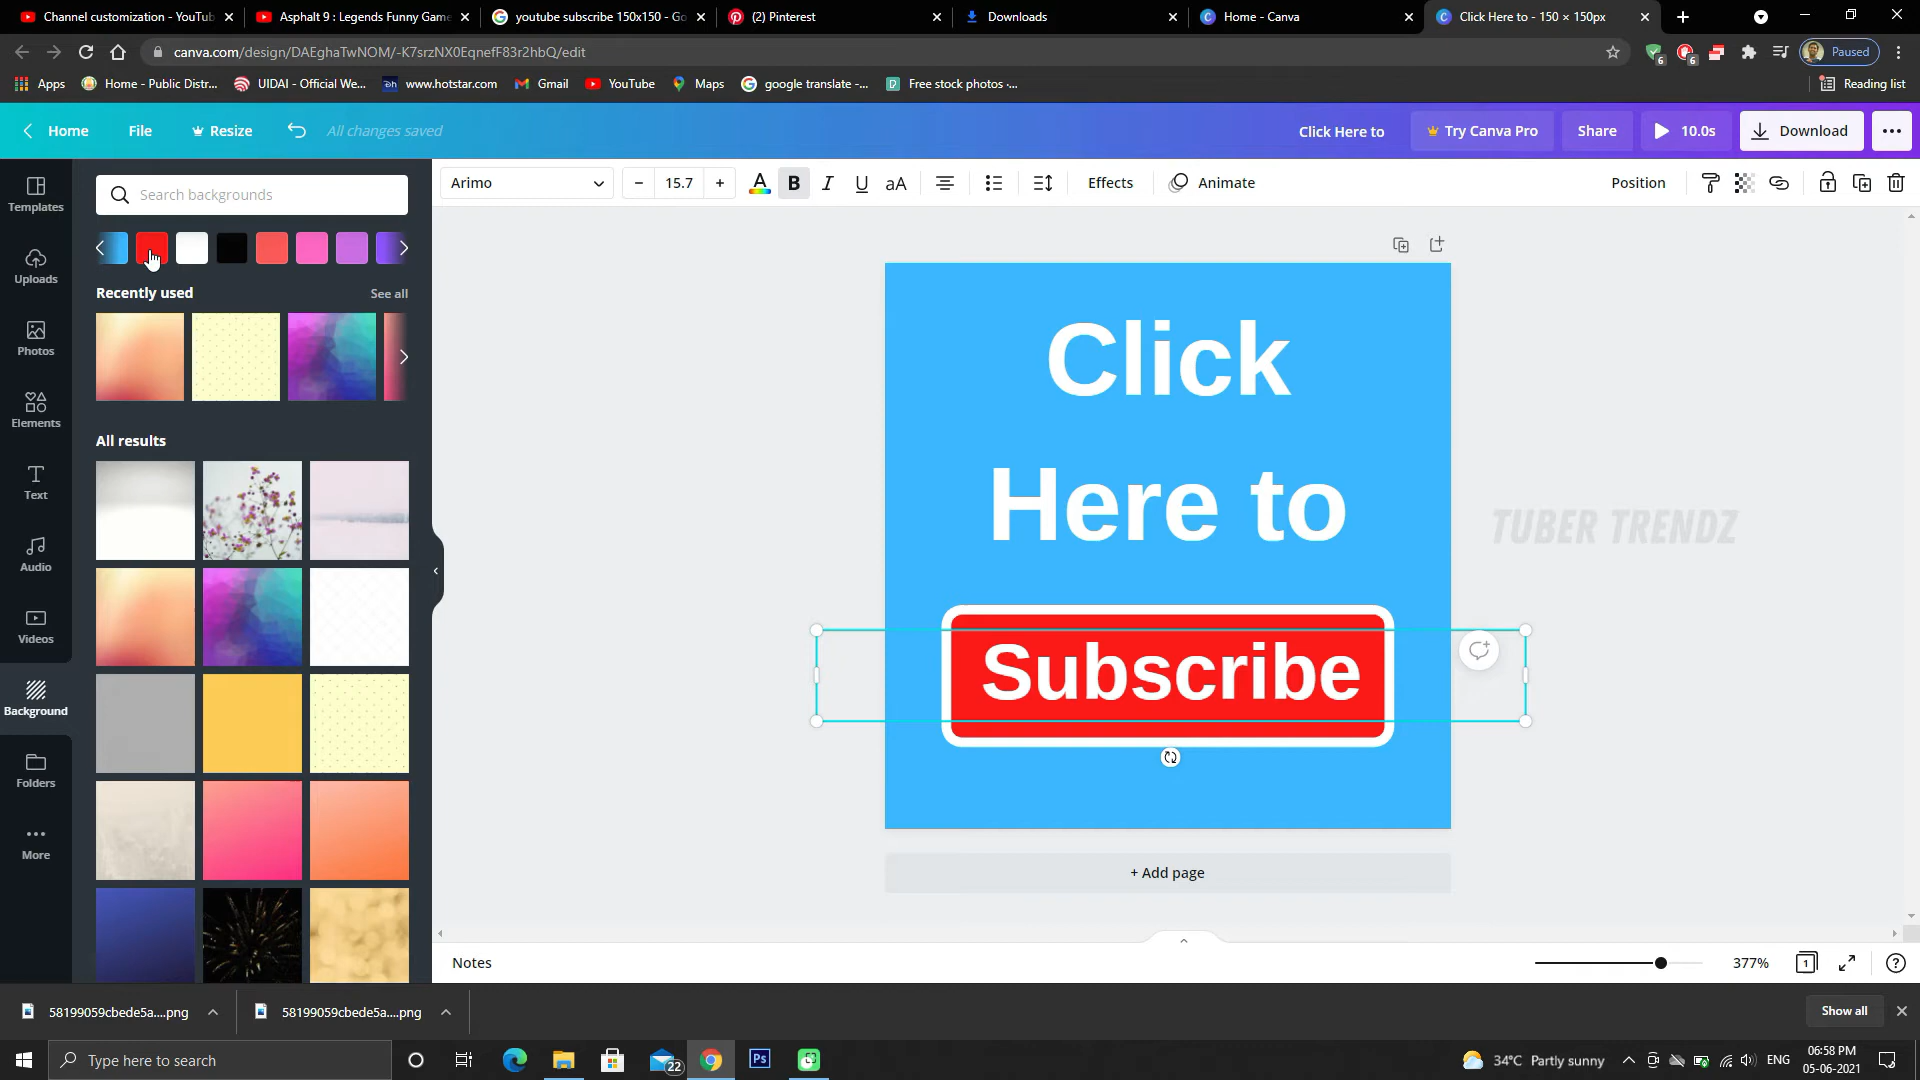 Channel customization - YouTub
Asphalt 9 : Legends Funny Game
youtube subscribe 150x150 - Go
(2) Pinterest
Downloads
Home - Canva
Click Here to - 150 × 150px
canva.com/design/DAEghaTwNOM/-K7srzNX0EqnefF83r2hbQ/edit
6
6
Paused
Apps
Home - Public Distr...
UIDAI - Official We...
www.hotstar.com
Gmail
YouTube
Maps
google translate -...
Free stock photos ·...
Reading list
Home
File
Resize
All changes saved
Click Here to
Try Canva Pro
Share
10.0s
Download
Arimo
15.7
A
B
I
U
aA
Effects
Animate
Position
Templates
Uploads
Photos
Elements
Text
Audio
Videos
Background
Folders
More
Search backgrounds
Recently used
See all
All results
Click
Here to
Subscribe
TUBER TRENDZ
+ Add page
Notes
377%
1
58199059cbede5a....png
58199059cbede5a....png
Show all
Type here to search
22
Ps
34°C Partly sunny
ENG
06:58 PM
05-06-2021